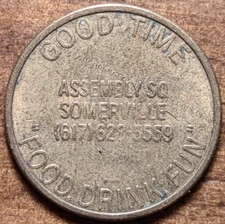 GOOD TIME
ASSEMBLY SQ
SOMERVILLE
(617) 628-5559
"FOOD, DRINK, FUN"